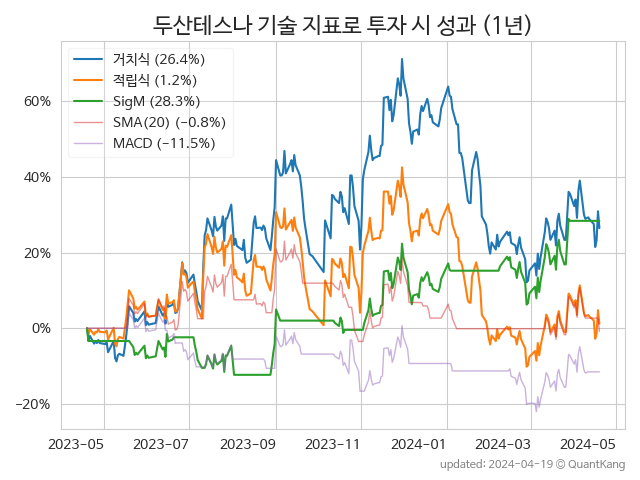 두산테스나 기술 지표로 투자 시 성과 (1년)
거치식 (26.4%)
적립식 (1.2%)
SigM (28.3%)
SMA(20) (−0.8%)
MACD (−11.5%)
60%
40%
20%
0%
−20%
2023-05 2023-07 2023-09 2023-11 2024-01 2024-03 2024-05
updated: 2024-04-19 © QuantKang